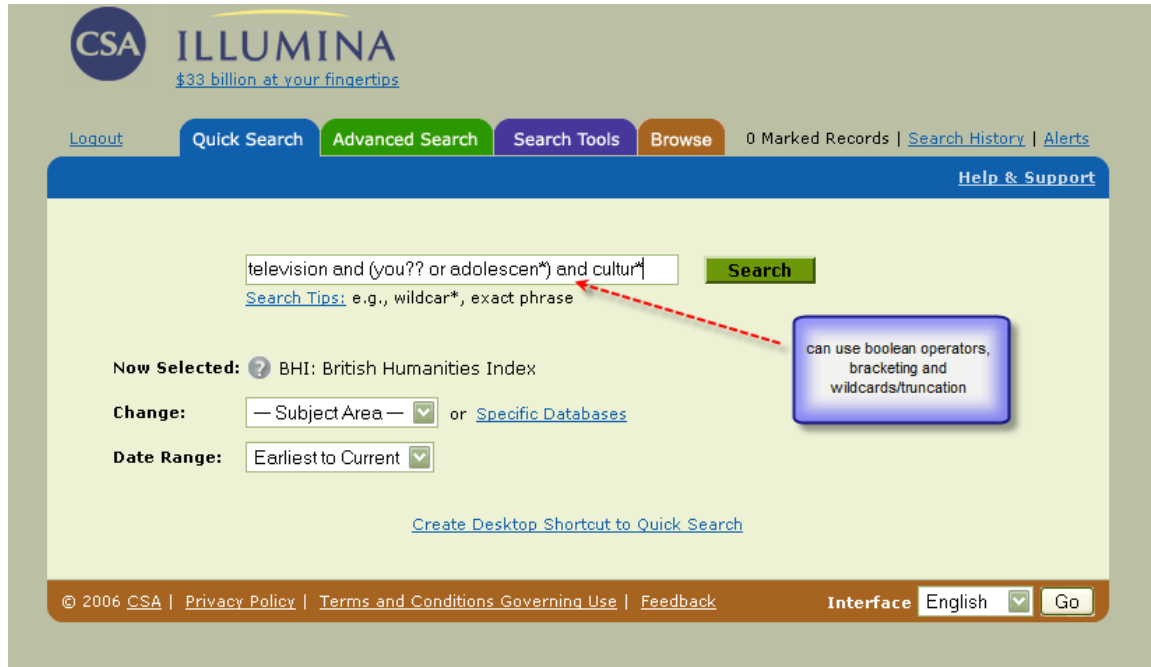 CSA ILLUMINA
$33 billion at your fingertips
Logout Quick Search Advanced Search Search Tools Browse 0 Marked Records | Search History | Alerts
Help & Support
television and (you?? or adolescen*) and cultur* Search
Search Tips: e.g., wildcar*, exact phrase
can use boolean operators,
bracketing and
wildcards/truncation
Now Selected: ? BHI: British Humanities Index
Change: — Subject Area — or Specific Databases
Date Range: Earliest to Current
Create Desktop Shortcut to Quick Search
© 2006 CSA | Privacy Policy | Terms and Conditions Governing Use | Feedback Interface English Go